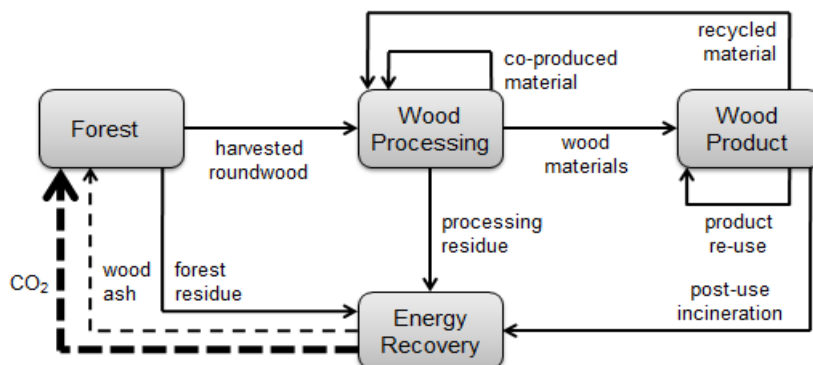 recycled
material
co-produced
material
Forest
Wood
Processing
Wood
Product
harvested
roundwood
wood
materials
processing
residue
product
re-use
CO₂
wood
ash
forest
residue
post-use
incineration
Energy
Recovery